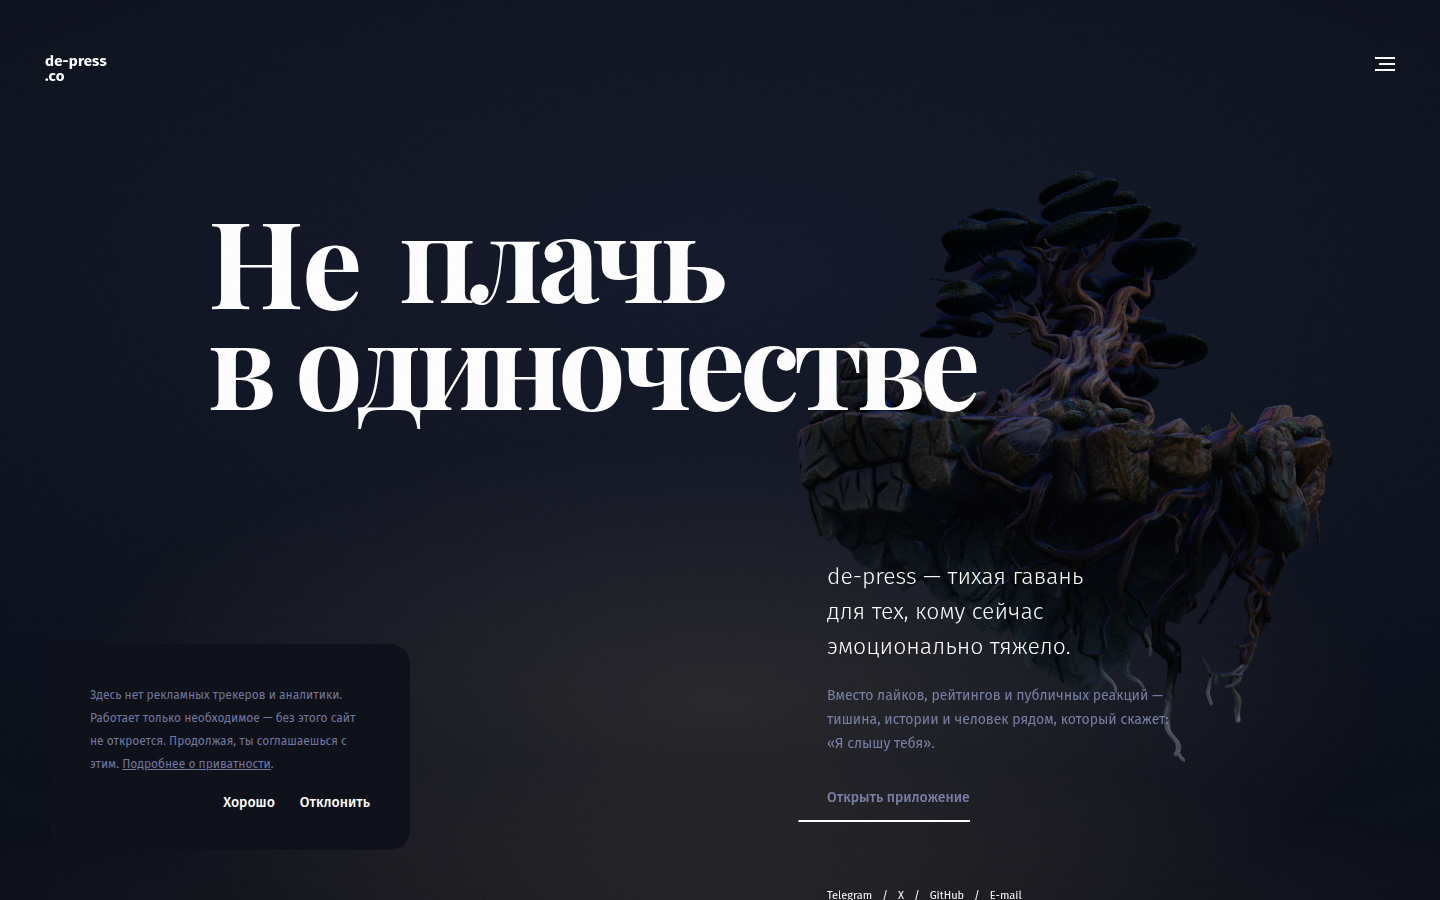 de-press
.co
Не плачь
в одиночестве
de-press — тихая гавань
для тех, кому сейчас
эмоционально тяжело.
Вместо лайков, рейтингов и публичных реакций —
тишина, истории и человек рядом, который скажет:
«Я слышу тебя».
Открыть приложение
Здесь нет рекламных трекеров и аналитики.
Работает только необходимое — без этого сайт
не откроется. Продолжая, ты соглашаешься с
этим. Подробнее о приватности.
Хорошо Отклонить
Telegram / X / GitHub / E-mail